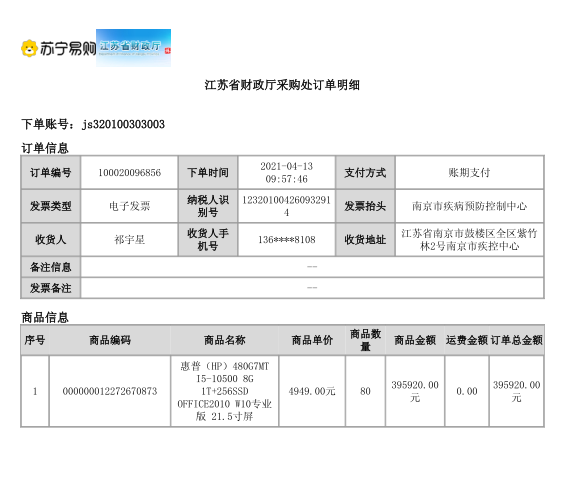 苏宁易购 江苏省财政厅
江苏省财政厅采购处订单明细
下单账号：js320100303003
订单信息
订单编号 100020096856 下单时间 2021-04-13 支付方式 账期支付
09:57:46
发票类型 电子发票 纳税人识 12320100426093291 发票抬头 南京市疾病预防控制中心
别号 4
收货人 祁宇星 收货人手 136****8108 收货地址 江苏省南京市鼓楼区全区紫竹
机号 林2号南京市疾控中心
备注信息 --
发票备注 --
商品信息
序号 商品编码 商品名称 商品单价 商品数 商品金额 运费金额 订单总金额
量
1 000000012272670873 惠普（HP）480G7MT 4949.00元 80 395920.00 0.00 395920.00
I5-10500 8G 元 元
1T+256SSD
OFFICE2010 W10专业
版 21.5寸屏